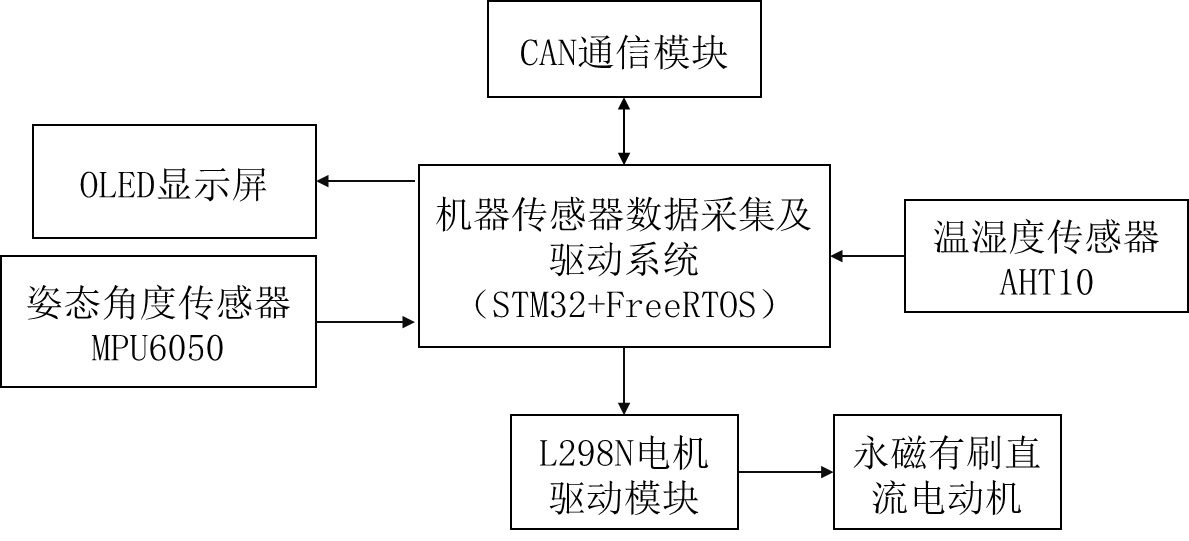 CAN通信模块
OLED显示屏
机器传感器数据采集及
驱动系统
（STM32+FreeRTOS）
温湿度传感器
AHT10
姿态角度传感器
MPU6050
L298N电机
驱动模块
永磁有刷直
流电动机